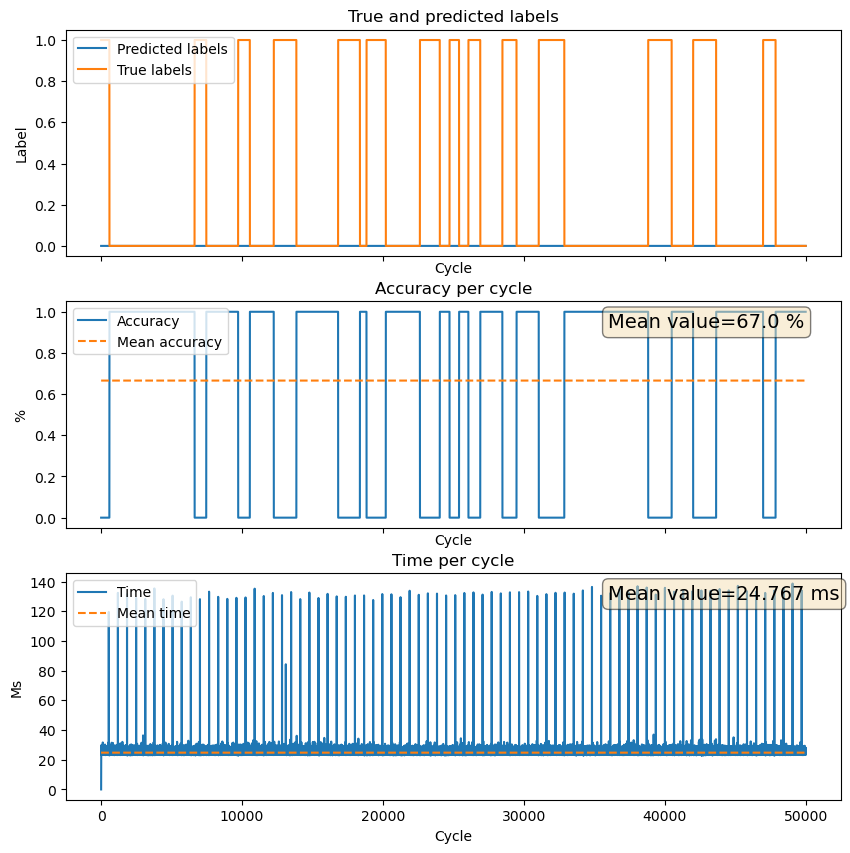 True and predicted labels
1.0
0.8
0.6
0.4
0.2
0.0
Label
Predicted labels
True labels
Cycle
Accuracy per cycle
1.0
0.8
0.6
0.4
0.2
0.0
%
Accuracy
Mean accuracy
Mean value=67.0 %
Cycle
Time per cycle
140
120
100
80
60
40
20
0
Ms
Time
Mean time
Mean value=24.767 ms
0
10000
20000
30000
40000
50000
Cycle